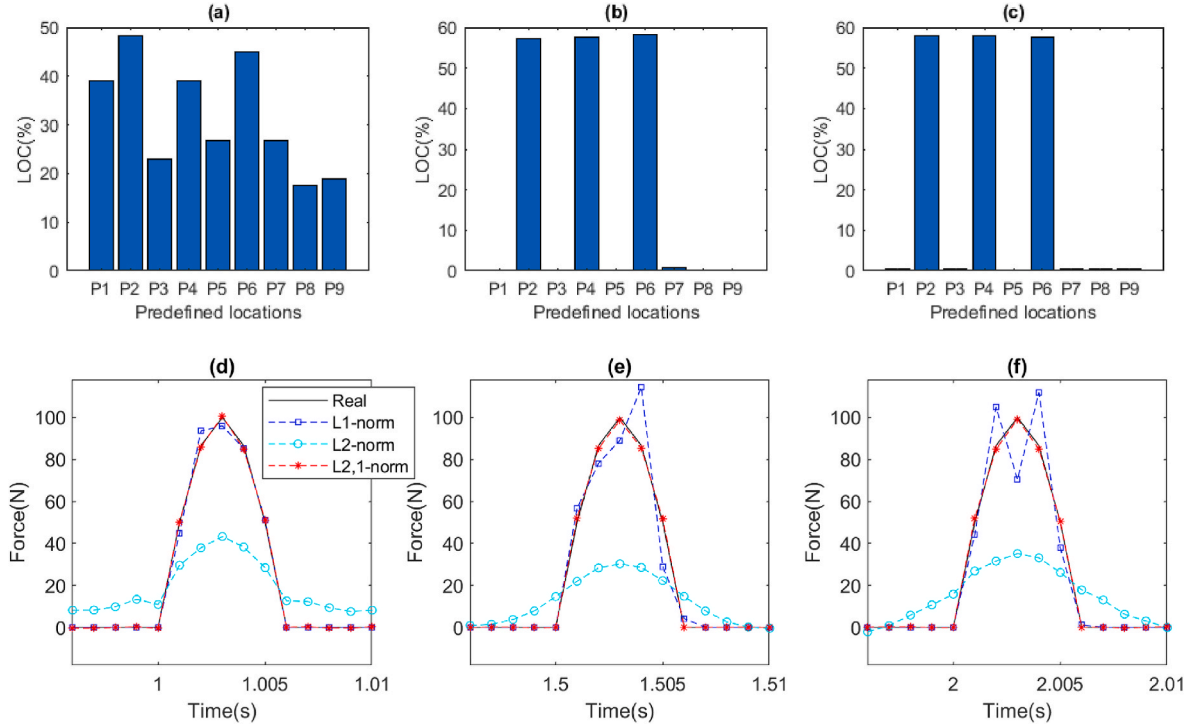 (a)
50
40
30
20
10
0
LOC(%)
P1 P2 P3 P4 P5 P6 P7 P8 P9
Predefined locations
(b)
60
50
40
30
20
10
0
LOC(%)
P1 P2 P3 P4 P5 P6 P7 P8 P9
Predefined locations
(c)
60
50
40
30
20
10
0
LOC(%)
P1 P2 P3 P4 P5 P6 P7 P8 P9
Predefined locations
(d)
100
80
60
40
20
0
Force(N)
Real
L1-norm
L2-norm
L2,1-norm
1 1.005 1.01
Time(s)
(e)
100
80
60
40
20
0
Force(N)
1.5 1.505 1.51
Time(s)
(f)
100
80
60
40
20
0
Force(N)
2 2.005 2.01
Time(s)